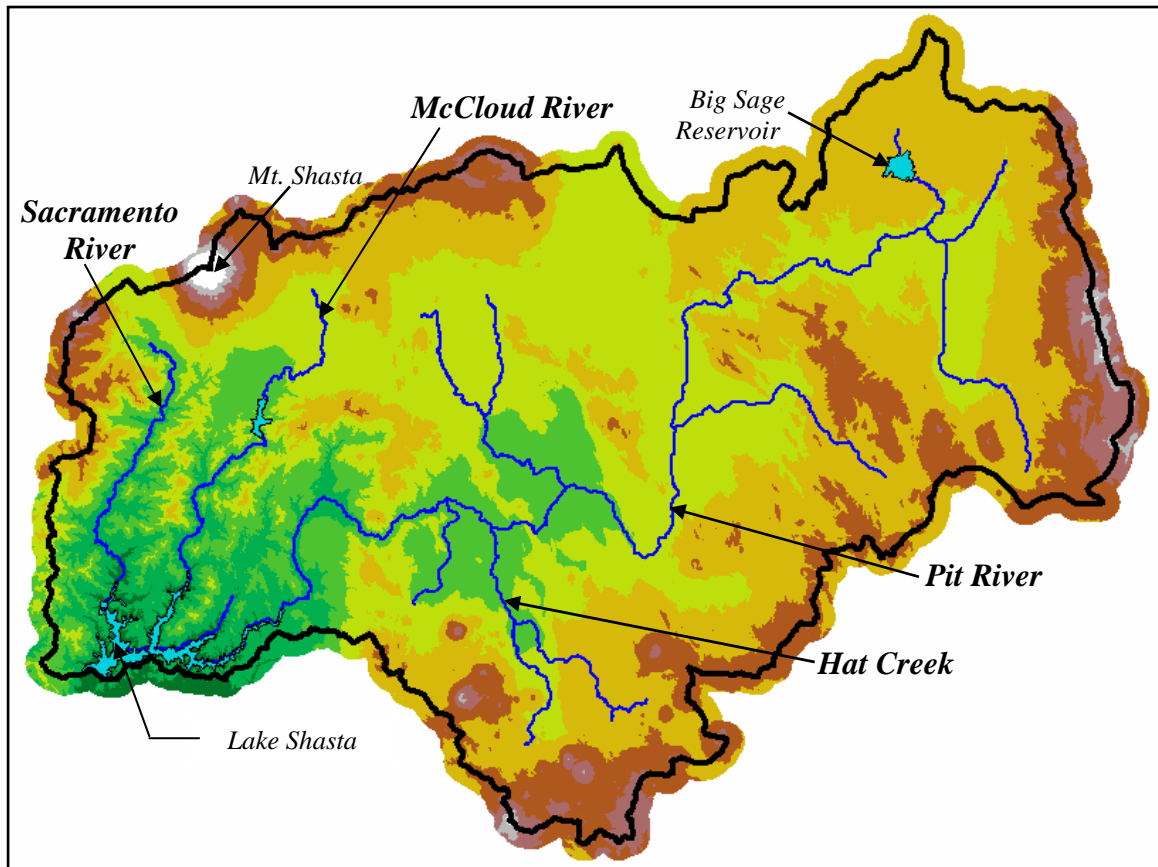 McCloud River
Big Sage
Reservoir
Mt. Shasta
Sacramento
River
Pit River
Hat Creek
Lake Shasta